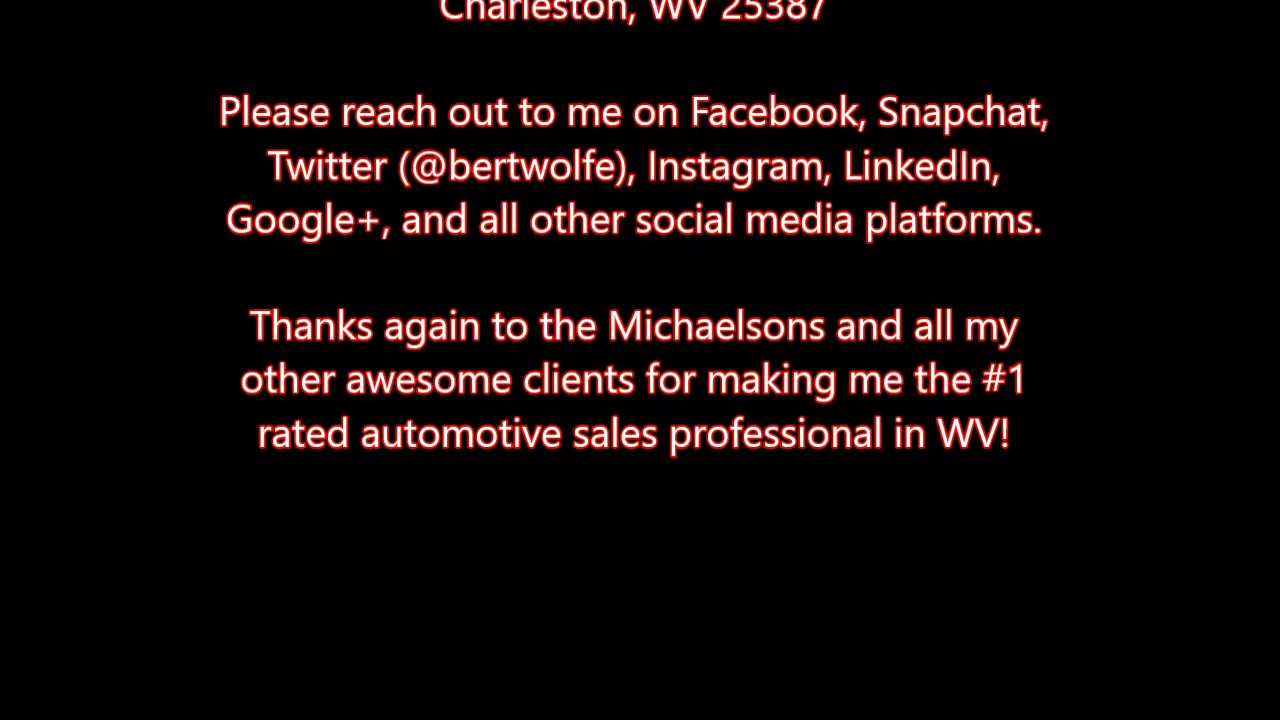 Charleston, WV 25387
Please reach out to me on Facebook, Snapchat,
Twitter (@bertwolfe), Instagram, LinkedIn,
Google+, and all other social media platforms.
Thanks again to the Michaelsons and all my
other awesome clients for making me the #1
rated automotive sales professional in WV!